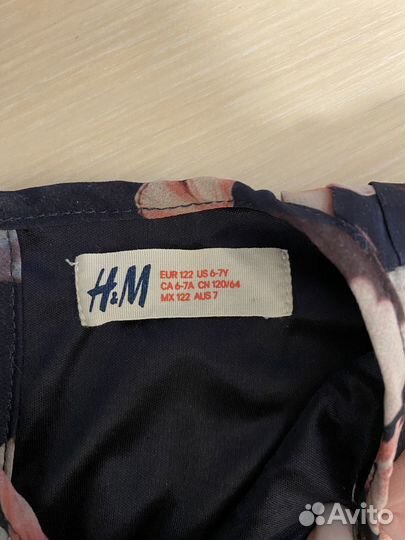 H&M
EUR 122 US 6-7Y
CA 6-7A CN 120/64
MX 122 AUS 7
Avito